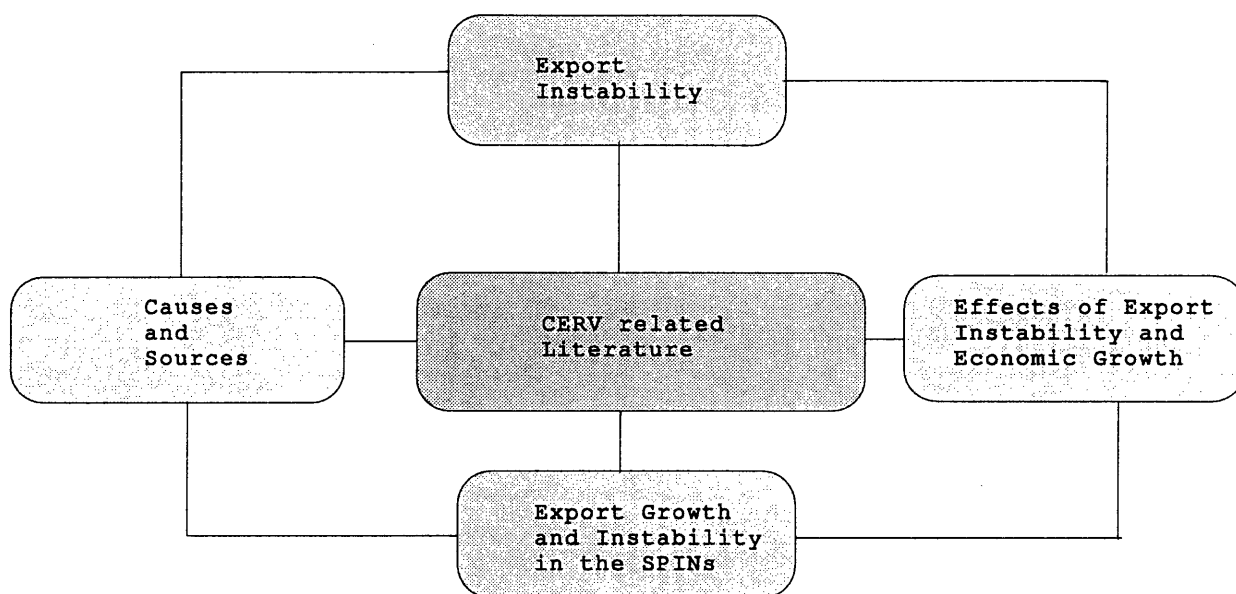 Export
Instability
Causes
and
Sources
CERV related
Literature
Effects of Export
Instability and
Economic Growth
Export Growth
and Instability
in the SPINs